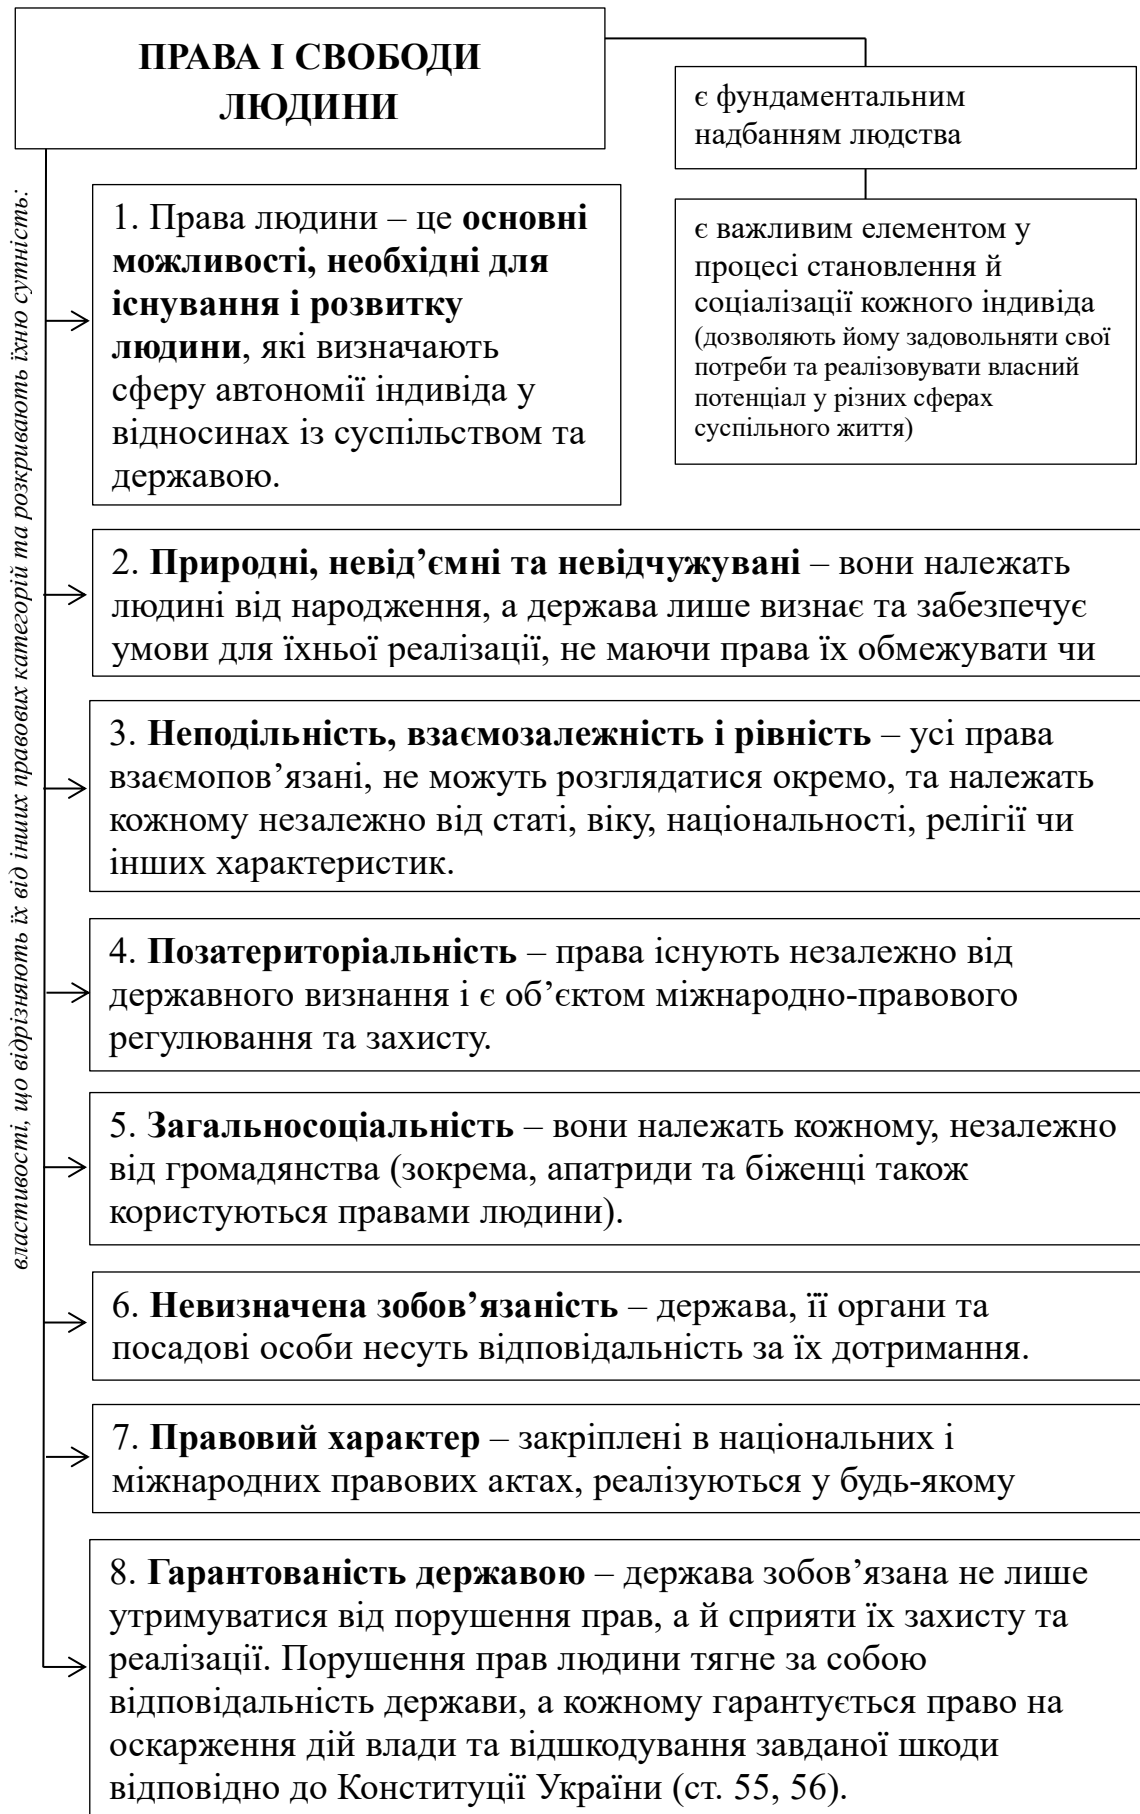 ПРАВА І СВОБОДИ
ЛЮДИНИ
є фундаментальним
надбанням людства
є важливим елементом у
процесі становлення й
соціалізації кожного індивіда
(дозволяють йому задовольняти свої
потреби та реалізовувати власний
потенціал у різних сферах
суспільного життя)
властивості, що відрізняють їх від інших правових категорій та розкривають їхню сутність:
1. Права людини – це основні
можливості, необхідні для
існування і розвитку
людини, які визначають
сферу автономії індивіда у
відносинах із суспільством та
державою.
2. Природні, невід’ємні та невідчужувані – вони належать
людині від народження, а держава лише визнає та забезпечує
умови для їхньої реалізації, не маючи права їх обмежувати чи
3. Неподільність, взаємозалежність і рівність – усі права
взаємопов’язані, не можуть розглядатися окремо, та належать
кожному незалежно від статі, віку, національності, релігії чи
інших характеристик.
4. Позатериторіальність – права існують незалежно від
державного визнання і є об’єктом міжнародно-правового
регулювання та захисту.
5. Загальносоціальність – вони належать кожному, незалежно
від громадянства (зокрема, апатриди та біженці також
користуються правами людини).
6. Невизначена зобов’язаність – держава, її органи та
посадові особи несуть відповідальність за їх дотримання.
7. Правовий характер – закріплені в національних і
міжнародних правових актах, реалізуються у будь-якому
8. Гарантованість державою – держава зобов’язана не лише
утримуватися від порушення прав, а й сприяти їх захисту та
реалізації. Порушення прав людини тягне за собою
відповідальність держави, а кожному гарантується право на
оскарження дій влади та відшкодування завданої шкоди
відповідно до Конституції України (ст. 55, 56).